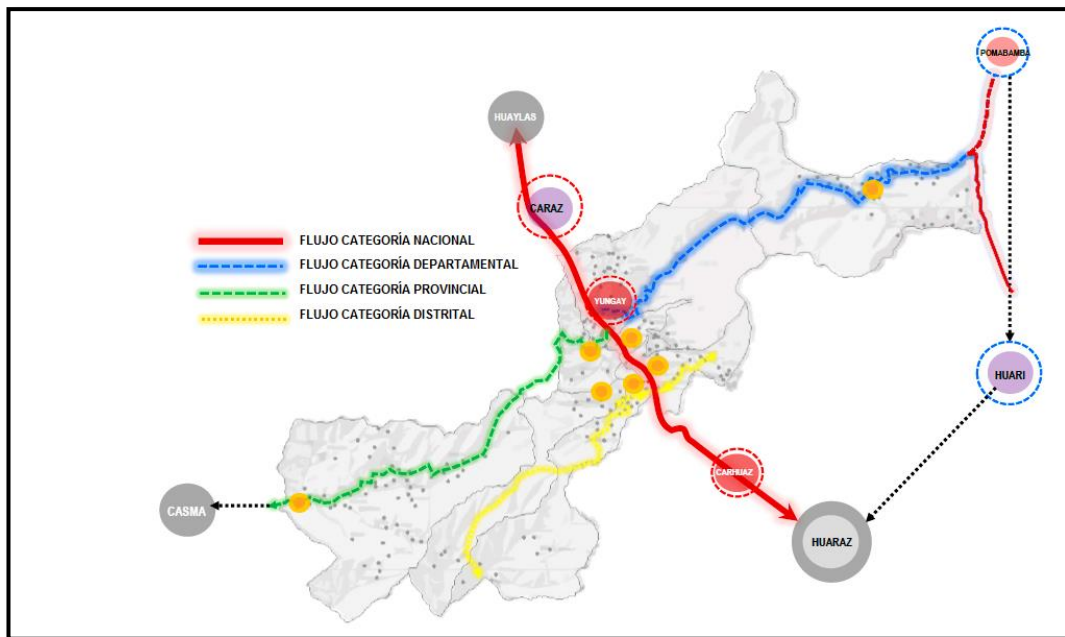 POMABAMBA
HUAYLAS
CARAZ
FLUJO CATEGORÍA NACIONAL
FLUJO CATEGORÍA DEPARTAMENTAL
FLUJO CATEGORÍA PROVINCIAL
FLUJO CATEGORÍA DISTRITAL
YUNGAY
HUARI
CARHUAZ
CASMA
HUARAZ